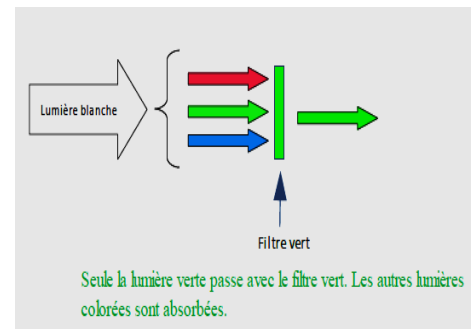 Lumière blanche
Filtre vert
Seule la lumière verte passe avec le filtre vert. Les autres lumières
colorées sont absorbées.